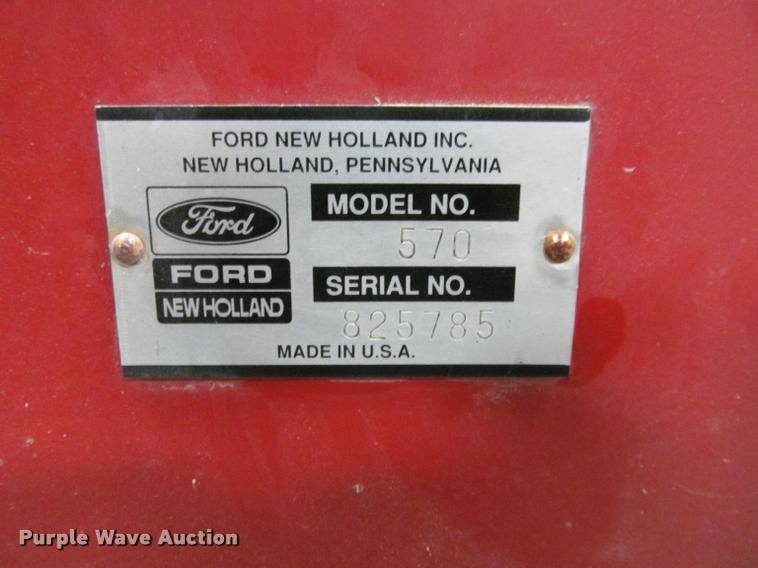 FORD NEW HOLLAND INC.
NEW HOLLAND, PENNSYLVANIA
Ford
FORD
NEW HOLLAND
MODEL NO.
570
SERIAL NO.
825785
MADE IN U.S.A.
Purple Wave Auction